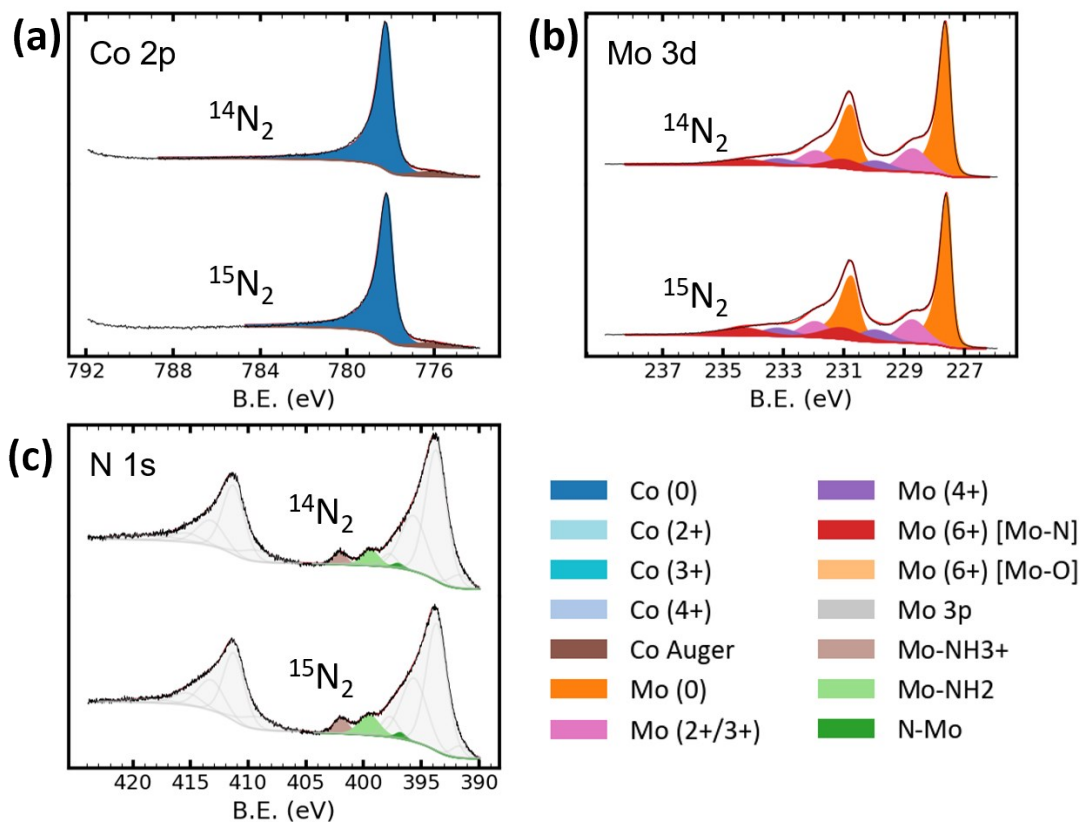 (a)
Co 2p
¹⁴N₂
¹⁵N₂
792 788 784 780 776
B.E. (eV)
(b)
Mo 3d
¹⁴N₂
¹⁵N₂
237 235 233 231 229 227
B.E. (eV)
(c)
N 1s
¹⁴N₂
¹⁵N₂
420 415 410 405 400 395 390
B.E. (eV)
Co (0)
Co (2+)
Co (3+)
Co (4+)
Co Auger
Mo (0)
Mo (2+/3+)
Mo (4+)
Mo (6+) [Mo-N]
Mo (6+) [Mo-O]
Mo 3p
Mo-NH3+
Mo-NH2
N-Mo